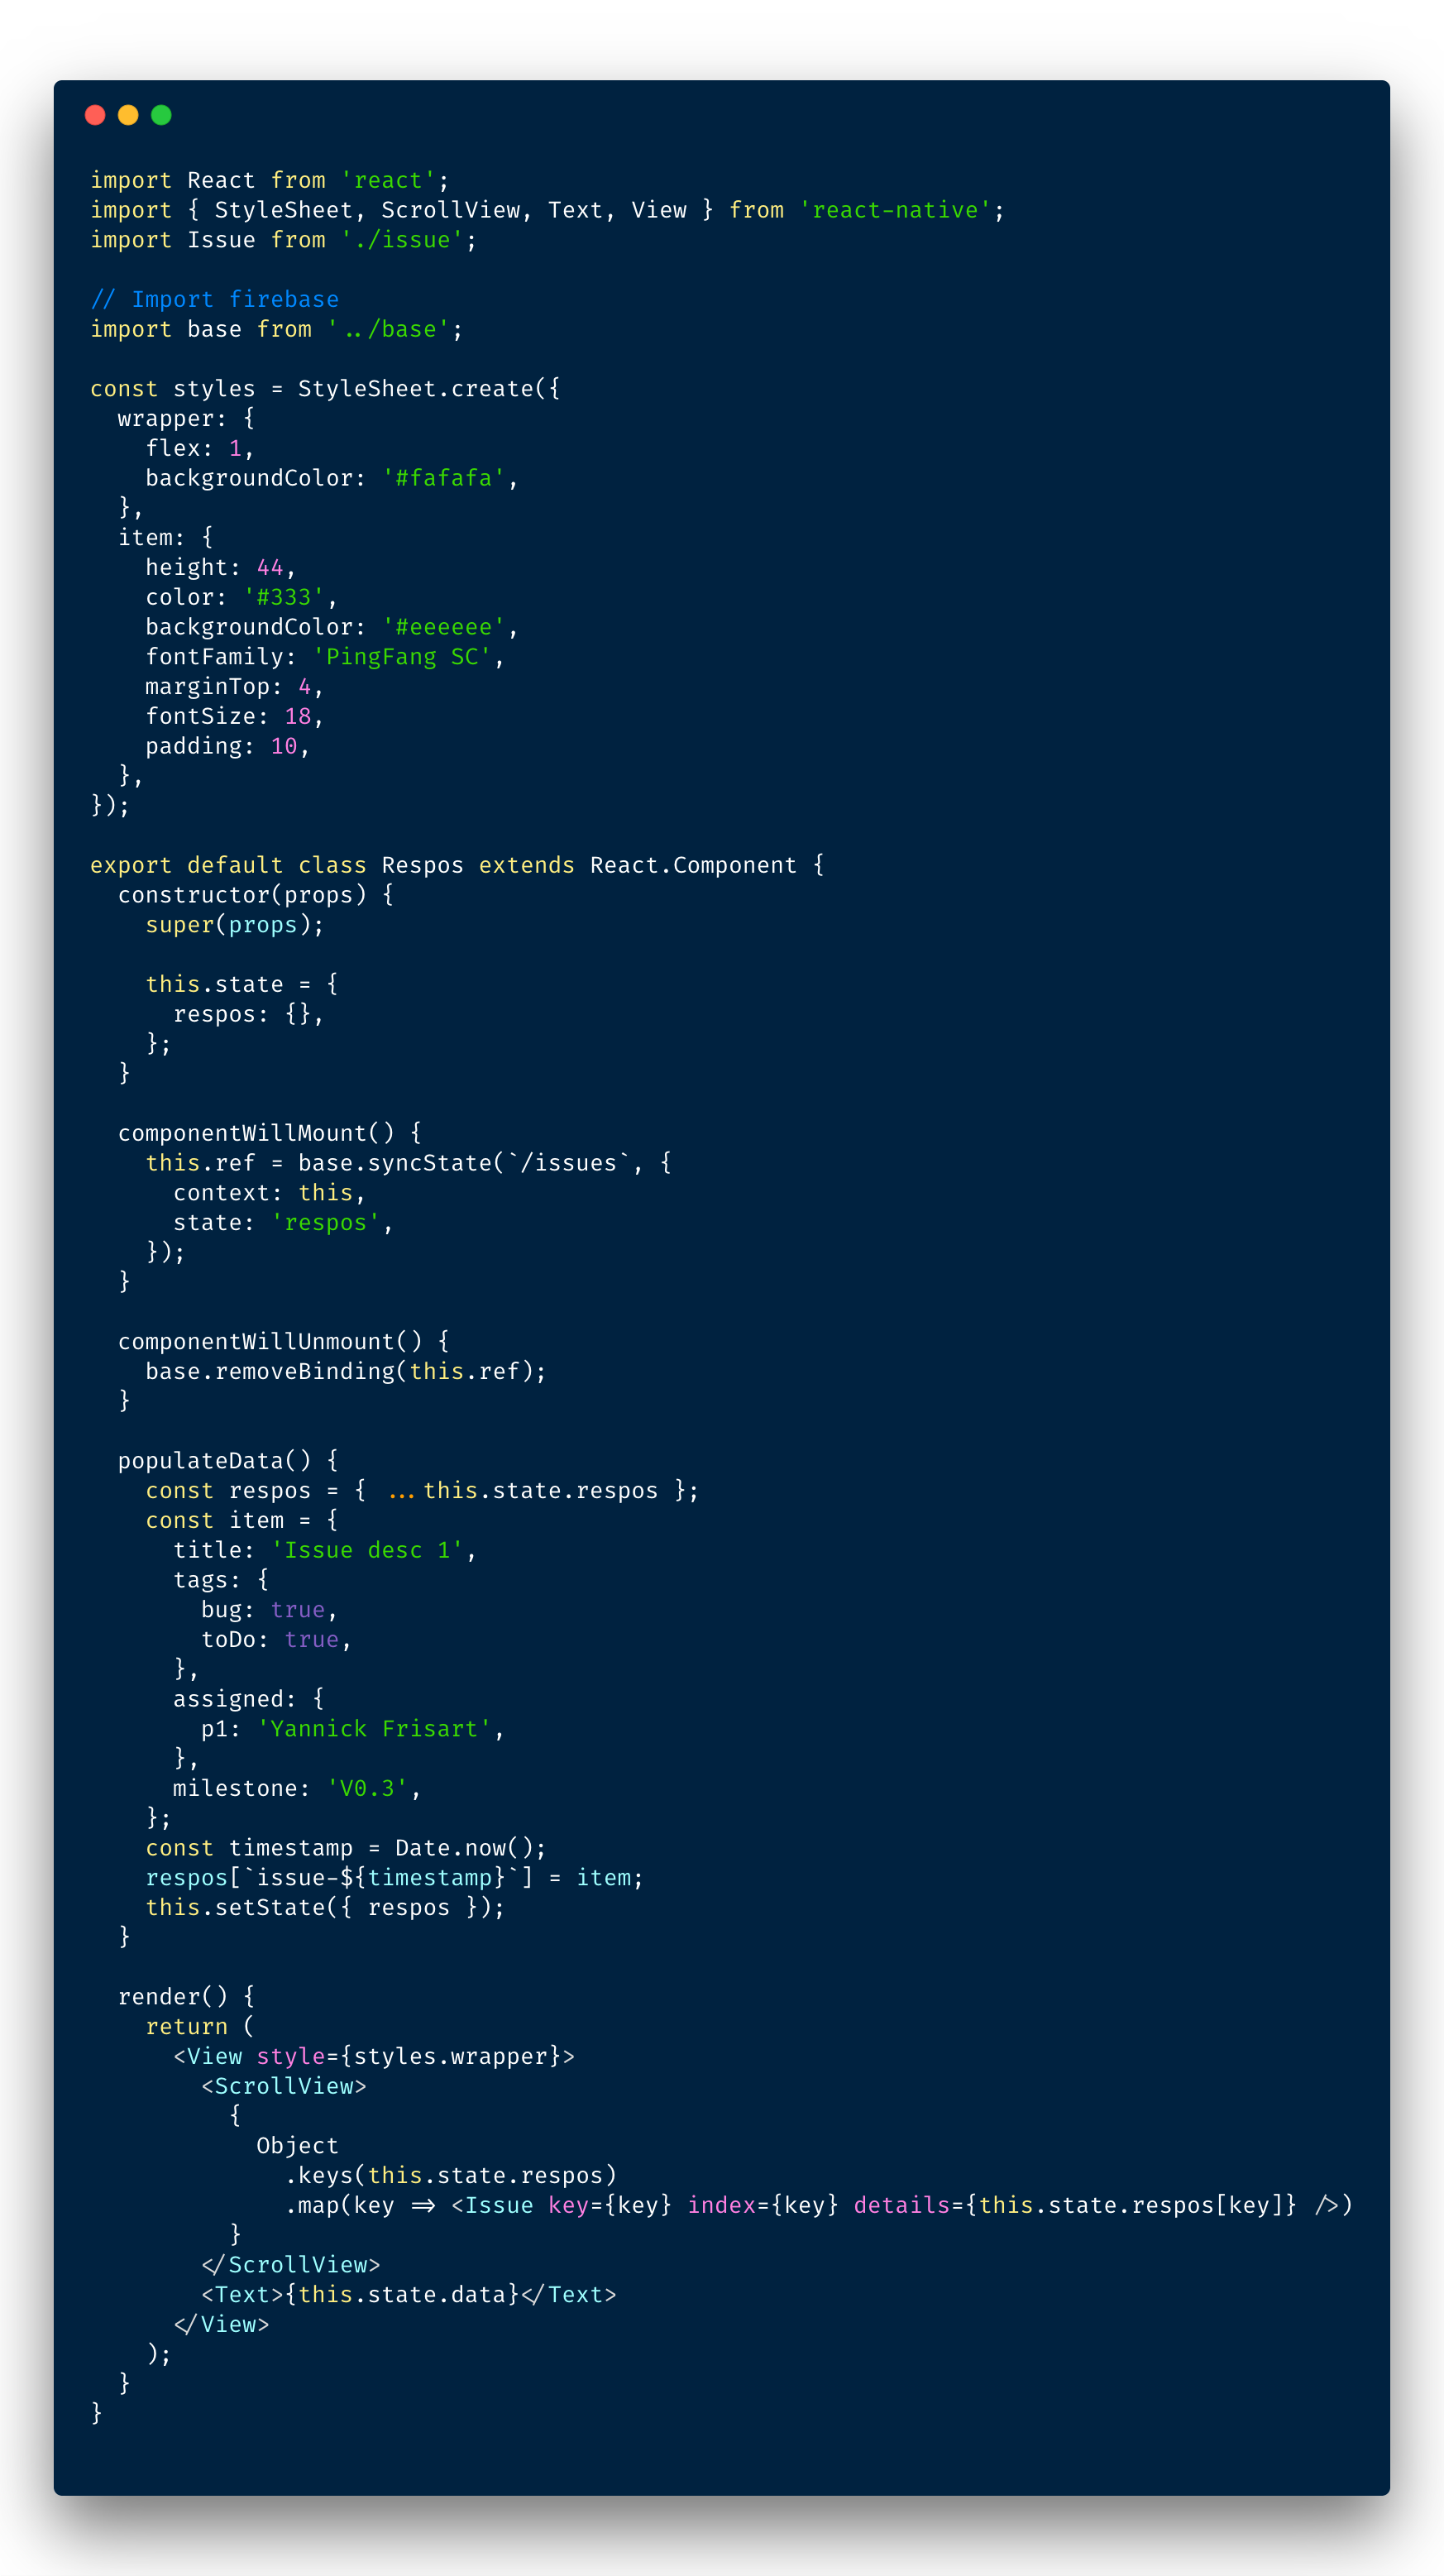 import React from 'react';
import { StyleSheet, ScrollView, Text, View } from 'react-native';
import Issue from './issue';

// Import firebase
import base from '../base';

const styles = StyleSheet.create({
  wrapper: {
    flex: 1,
    backgroundColor: '#fafafa',
  },
  item: {
    height: 44,
    color: '#333',
    backgroundColor: '#eeeeee',
    fontFamily: 'PingFang SC',
    marginTop: 4,
    fontSize: 18,
    padding: 10,
  },
});

export default class Respos extends React.Component {
  constructor(props) {
    super(props);

    this.state = {
      respos: {},
    };
  }

  componentWillMount() {
    this.ref = base.syncState(`/issues`, {
      context: this,
      state: 'respos',
    });
  }

  componentWillUnmount() {
    base.removeBinding(this.ref);
  }

  populateData() {
    const respos = { ...this.state.respos };
    const item = {
      title: 'Issue desc 1',
      tags: {
        bug: true,
        toDo: true,
      },
      assigned: {
        p1: 'Yannick Frisart',
      },
      milestone: 'V0.3',
    };
    const timestamp = Date.now();
    respos[`issue-${timestamp}`] = item;
    this.setState({ respos });
  }

  render() {
    return (
      <View style={styles.wrapper}>
        <ScrollView>
          {
            Object
              .keys(this.state.respos)
              .map(key => <Issue key={key} index={key} details={this.state.respos[key]} />)
          }
        </ScrollView>
        <Text>{this.state.data}</Text>
      </View>
    );
  }
}